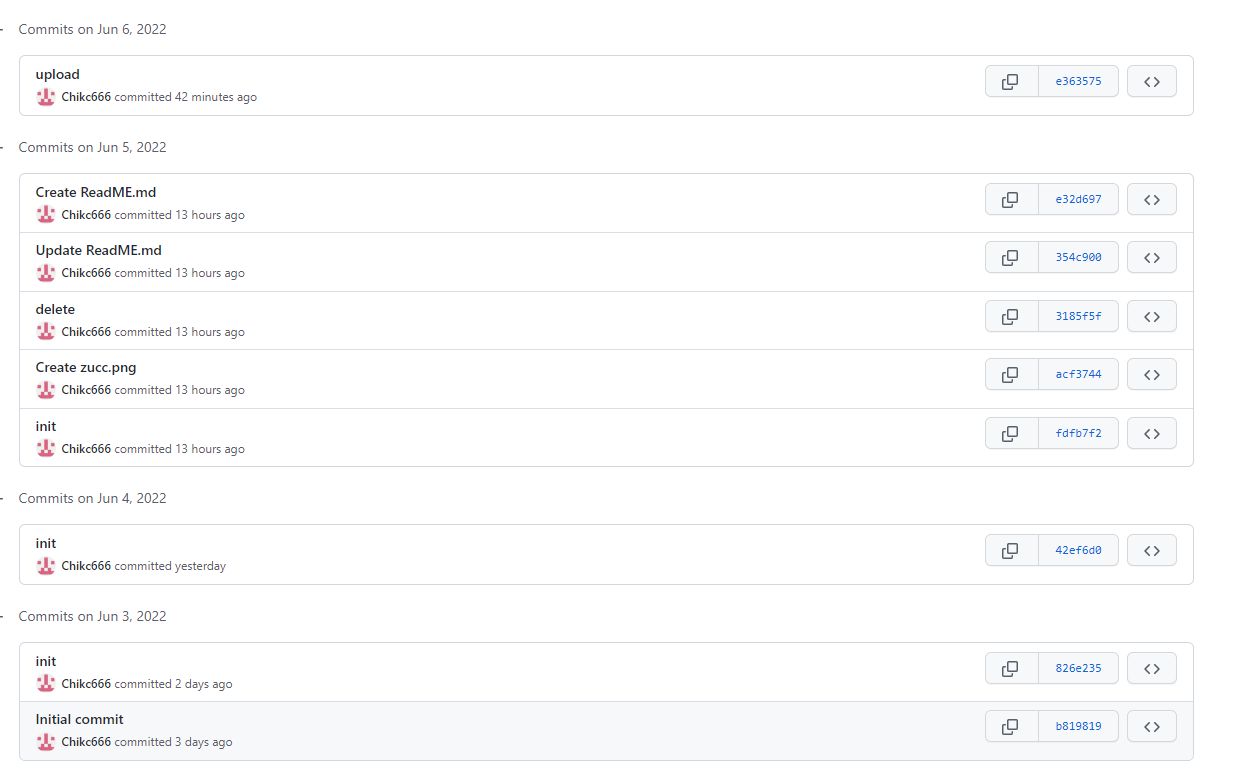 Commits on Jun 6, 2022
upload
Chikc666 committed 42 minutes ago
e363575
Commits on Jun 5, 2022
Create ReadME.md
Chikc666 committed 13 hours ago
e32d697
Update ReadME.md
Chikc666 committed 13 hours ago
354c900
delete
Chikc666 committed 13 hours ago
3185f5f
Create zucc.png
Chikc666 committed 13 hours ago
acf3744
init
Chikc666 committed 13 hours ago
fdfb7f2
Commits on Jun 4, 2022
init
Chikc666 committed yesterday
42ef6d0
Commits on Jun 3, 2022
init
Chikc666 committed 2 days ago
826e235
Initial commit
Chikc666 committed 3 days ago
b819819